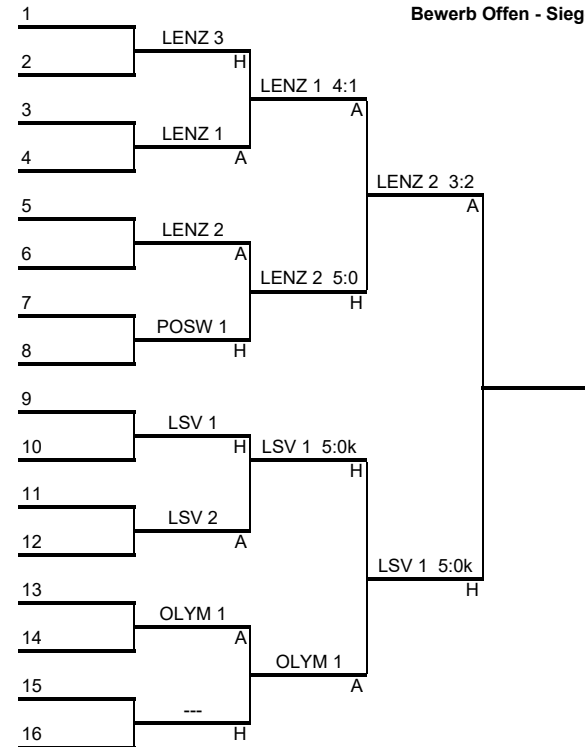 Bewerb Offen - Sieg
1
LENZ 3
2
H
LENZ 1 4:1
A
3
LENZ 1
4
A
LENZ 2 3:2
A
5
LENZ 2
6
A
LENZ 2 5:0
H
7
POSW 1
8
H
9
LSV 1
10
H
LSV 1 5:0k
H
11
LSV 2
12
A
LSV 1 5:0k
H
13
OLYM 1
14
A
OLYM 1
A
15
---
16
H